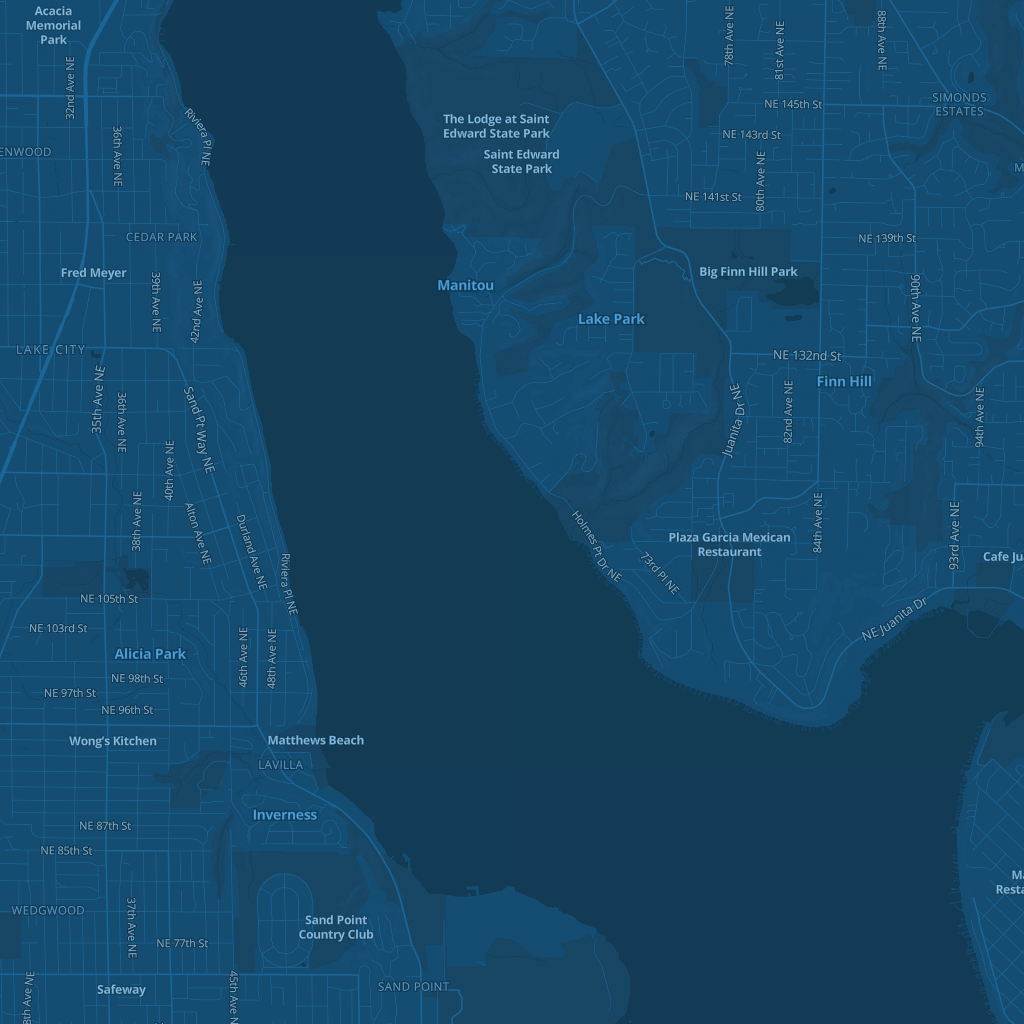 Acacia
Memorial
Park
32nd Ave NE
78th Ave NE
81st Ave NE
88th Ave NE
SIMONDS
ESTATES
NE 145th St
The Lodge at Saint
Edward State Park
Riviera Pl NE
NE 143rd St
ENWOOD
36th Ave NE
Saint Edward
State Park
80th Ave NE
M
NE 141st St
CEDAR PARK
NE 139th St
Fred Meyer
39th Ave NE
42nd Ave NE
Manitou
Big Finn Hill Park
90th Ave NE
Lake Park
LAKE CITY
NE 132nd St
Finn Hill
35th Ave NE
36th Ave NE
Sand Pt Way NE
Juanita Dr NE
82nd Ave NE
94th Ave NE
40th Ave NE
38th Ave NE
Alton Ave NE
Durland Ave NE
Riviera Pl NE
Holmes Pt Dr NE
73rd Pl NE
Plaza Garcia Mexican
Restaurant
84th Ave NE
93rd Ave NE
Cafe Ju
NE 105th St
NE 103rd St
NE Juanita Dr
Alicia Park
46th Ave NE
48th Ave NE
NE 98th St
NE 97th St
NE 96th St
Wong's Kitchen
Matthews Beach
LAVILLA
Inverness
NE 87th St
NE 85th St
Ma
Resta
WEDGWOOD
37th Ave NE
Sand Point
Country Club
NE 77th St
Safeway
45th Ave N
SAND POINT
8th Ave NE